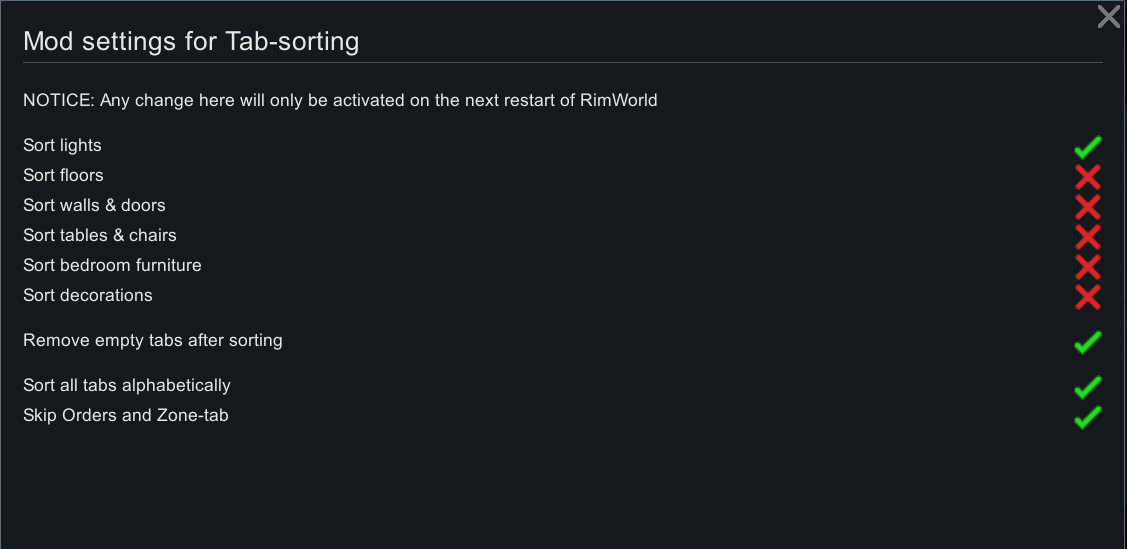 Mod settings for Tab-sorting
NOTICE: Any change here will only be activated on the next restart of RimWorld
Sort lights
Sort floors
Sort walls & doors
Sort tables & chairs
Sort bedroom furniture
Sort decorations
Remove empty tabs after sorting
Sort all tabs alphabetically
Skip Orders and Zone-tab